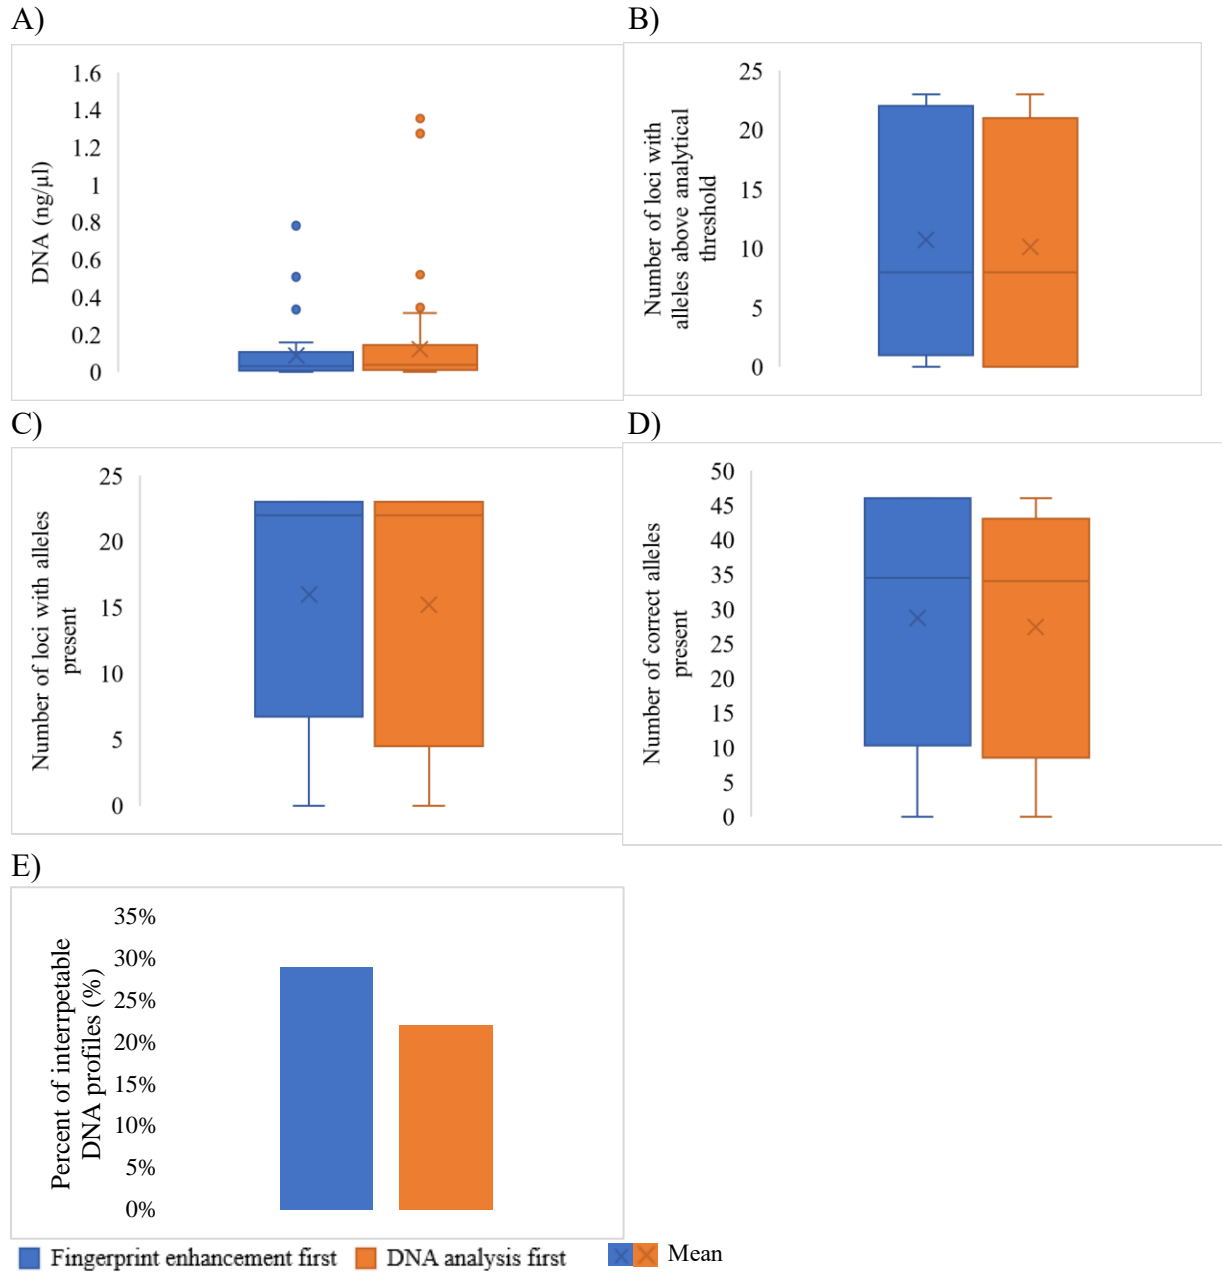 A)
DNA (ng/µl)
1.6
1.4
1.2
1
0.8
0.6
0.4
0.2
0
B)
Number of loci with
alleles above analytical
threshold
25
20
15
10
5
0
C)
Number of loci with alleles
present
25
20
15
10
5
0
D)
Number of correct alleles
present
50
45
40
35
30
25
20
15
10
5
0
E)
Percent of interrpetable
DNA profiles (%)
35%
30%
25%
20%
15%
10%
5%
0%
Fingerprint enhancement first DNA analysis first Mean